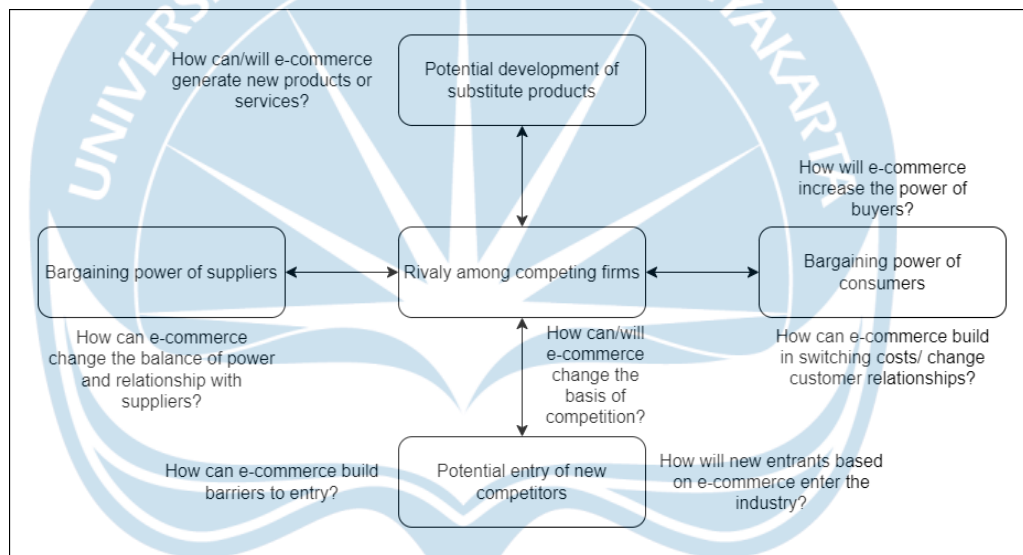 UNIVERS
YAKARTA
How can/will e-commerce
generate new products or
services?
Potential development of
substitute products
How will e-commerce
increase the power of
buyers?
Bargaining power of suppliers
Rivaly among competing firms
Bargaining power of
consumers
How can e-commerce
change the balance of power
and relationship with
suppliers?
How can/will
e-commerce
change the
basis of
competition?
How can e-commerce build
in switching costs/ change
customer relationships?
How can e-commerce build
barriers to entry?
Potential entry of new
competitors
How will new entrants based
on e-commerce enter the
industry?